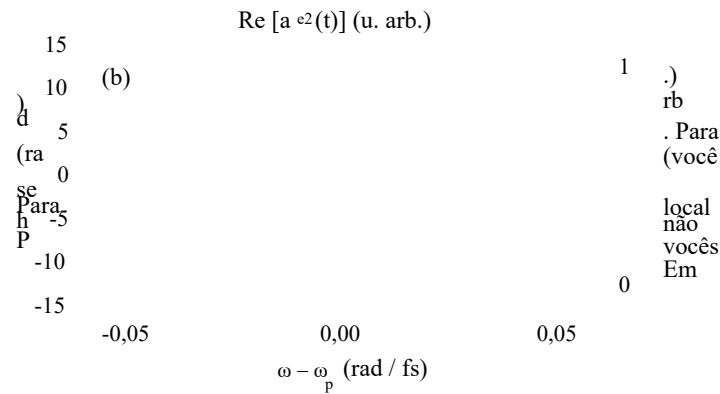 Re [a e2 (t)] (u. arb.)
15
(b)
1
.)
10
rb
)
d
5
. Para
(ra
(você
0
se
Para
local
h
-5
não
P
vocês
-10
Em
0
-15
-0,05
0,00
0,05
ω – ωp (rad / fs)